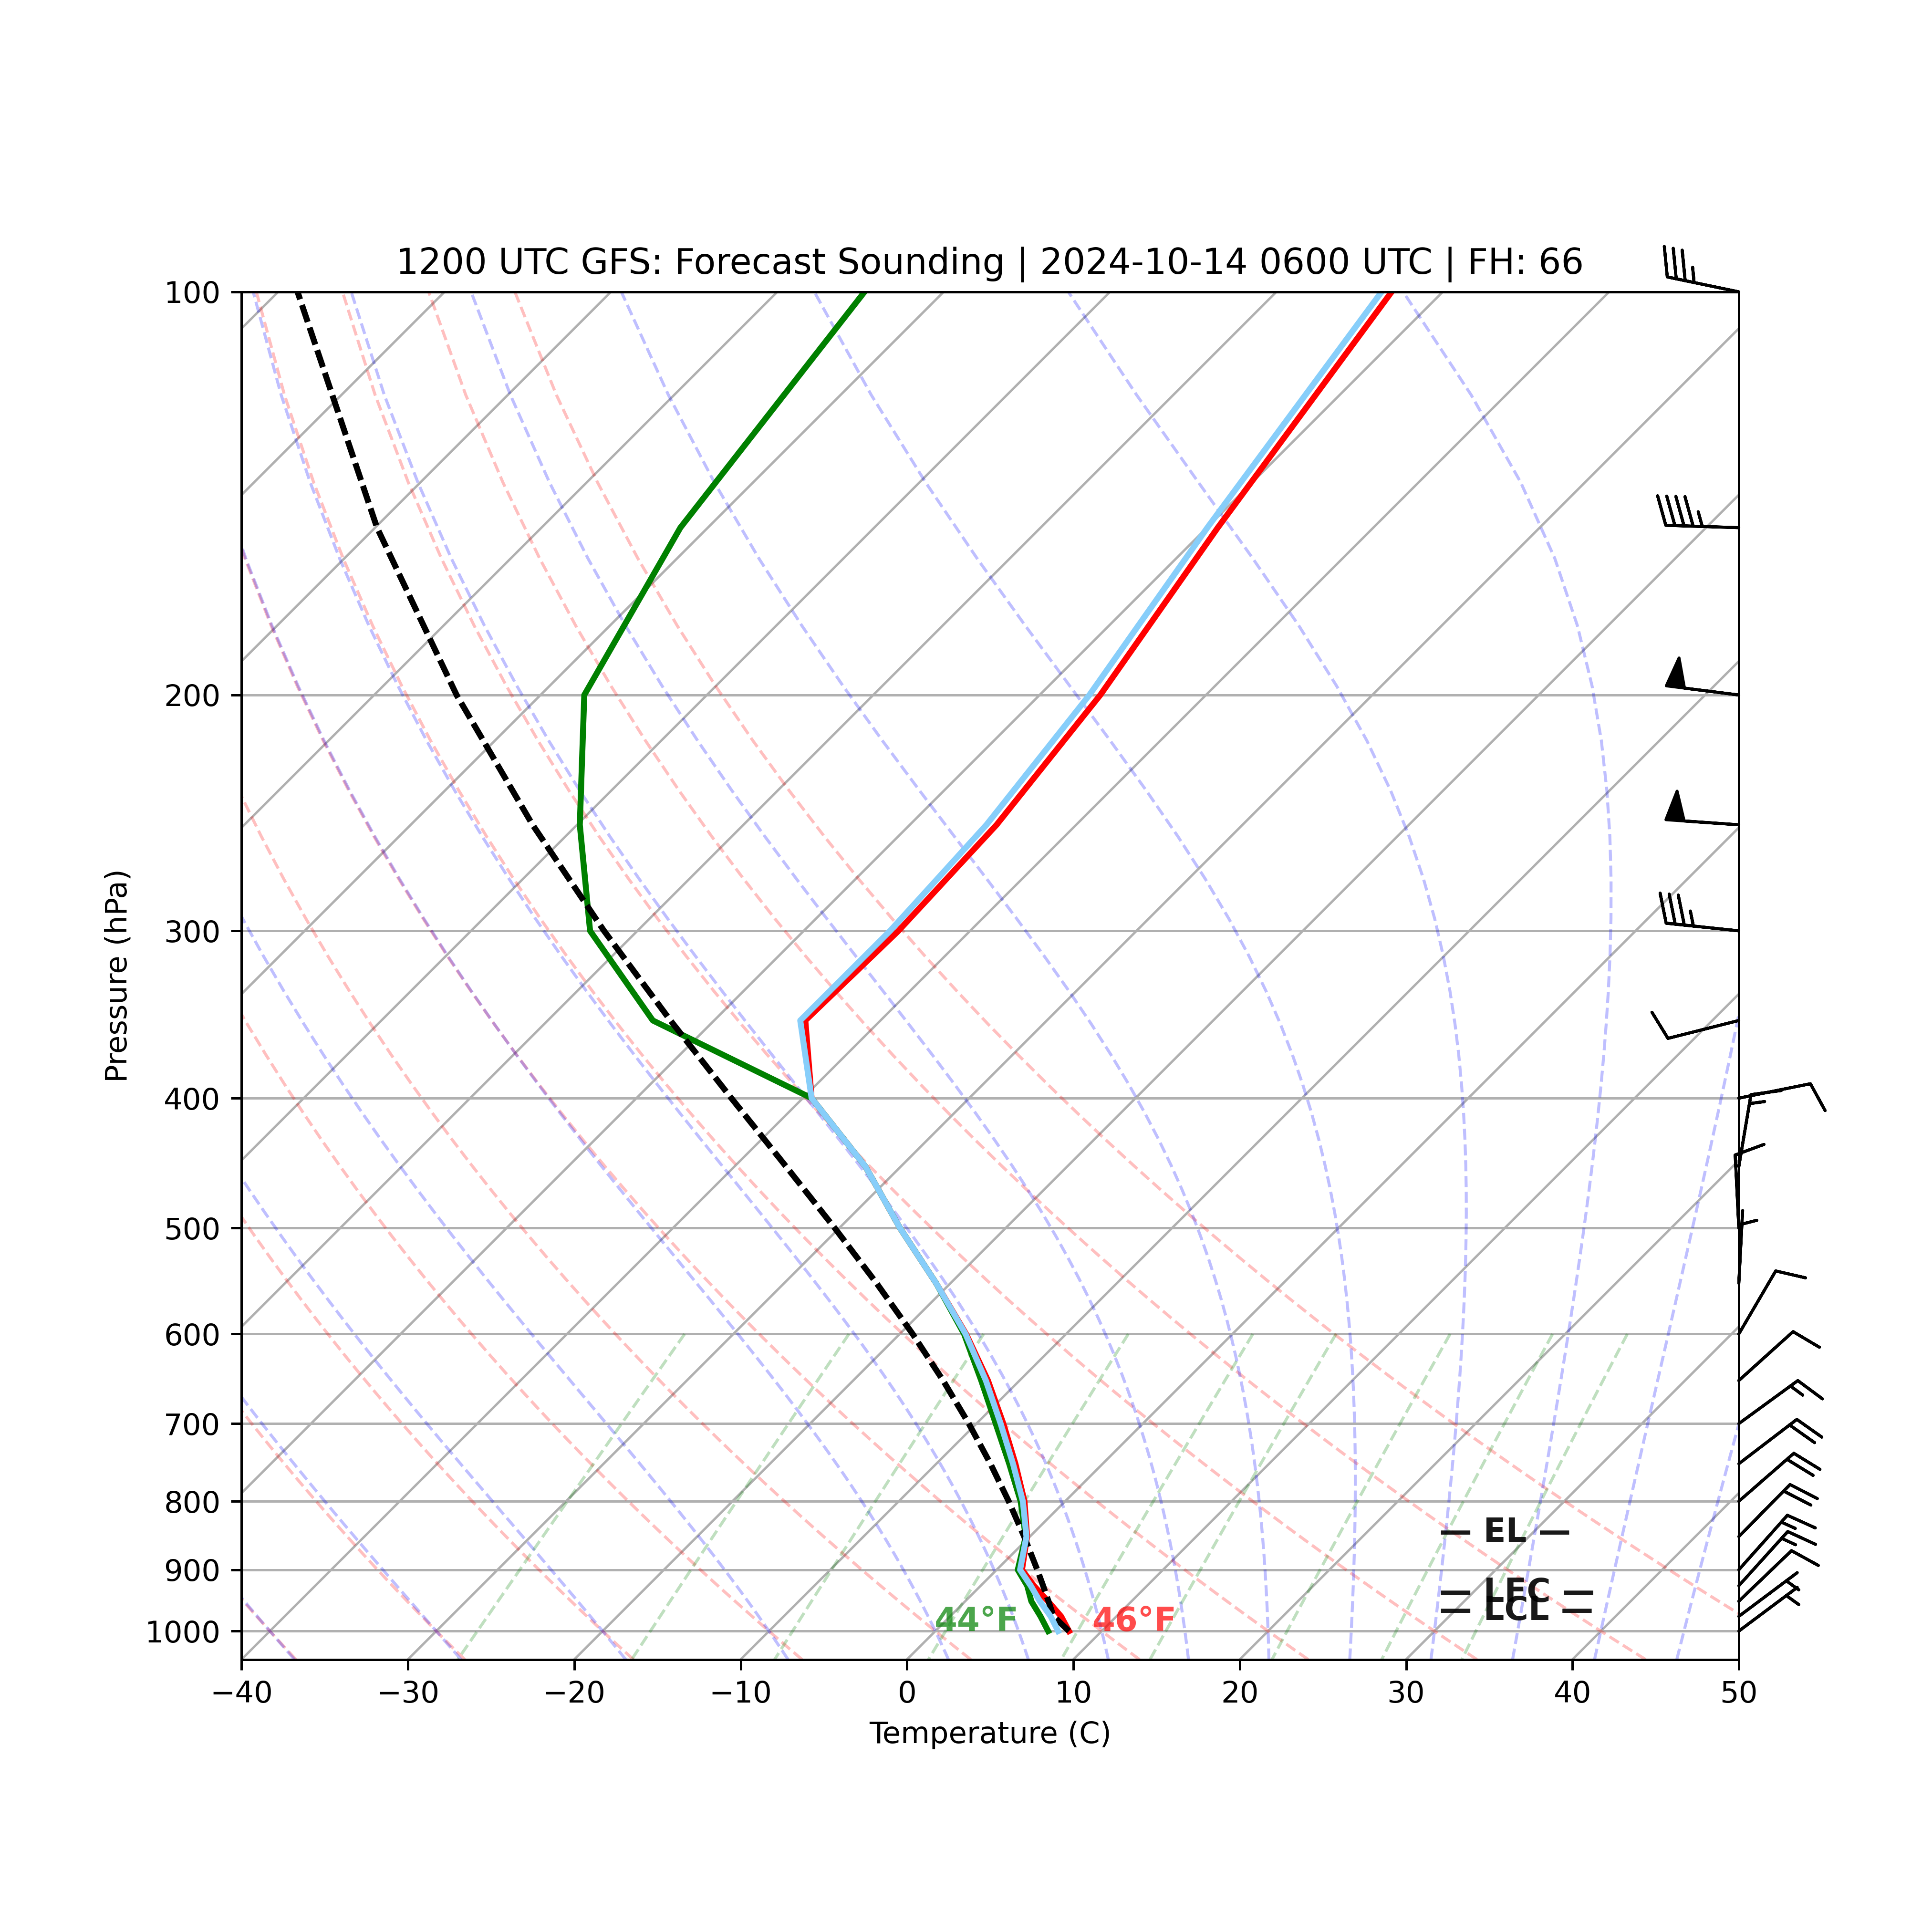 1200 UTC GFS: Forecast Sounding | 2024-10-14 0600 UTC | FH: 66
100
200
300
400
500
600
700
800
900
1000
Pressure (hPa)
— EL —
— LFC —
— LCL —
44°F
46°F
−40 −30 −20 −10 0 10 20 30 40 50
Temperature (C)